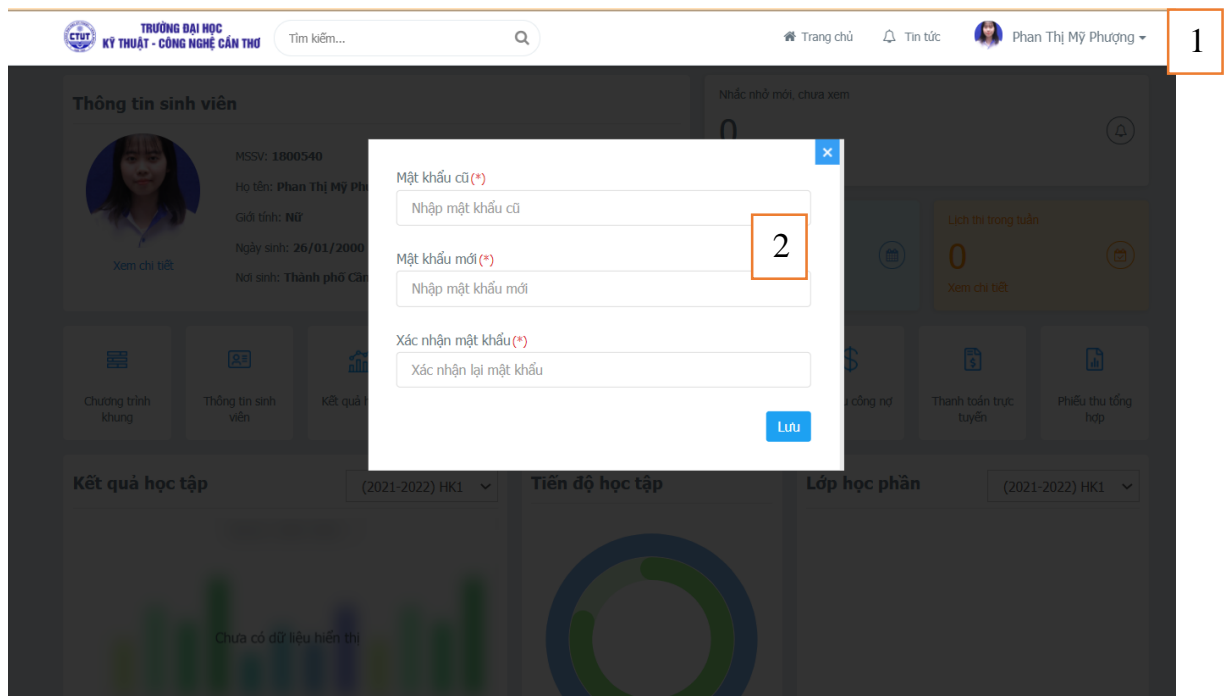 TRƯỜNG ĐẠI HỌC
CTUT
KỸ THUẬT - CÔNG NGHỆ CẦN THƠ
Tìm kiếm...
Trang chủ
Tin tức
Phan Thị Mỹ Phượng
1
Thông tin sinh viên
MSSV: 1800540
Họ tên: Phan Thị Mỹ
Giới tính: Nữ
Ngày sinh: 26/01/2000
Nơi sinh: Thành phố
Xem chi tiết
Nhắc nhở mới, chưa xem
0
Lịch thi trong tuần
0
Xem chi tiết
Mật khẩu cũ(*)
Nhập mật khẩu cũ
2
Mật khẩu mới(*)
Nhập mật khẩu mới
Xác nhận mật khẩu(*)
Xác nhận lại mật khẩu
Lưu
Chương trình
khung
Thông tin sinh
viên
Kết quả
công nợ
Thanh toán trực
tuyến
Phiếu thu tổng
hợp
Kết quả học tập
(2021-2022) HK1
Chưa có dữ liệu hiển thị
Tiến độ học tập
Lớp học phần
(2021-2022) HK1